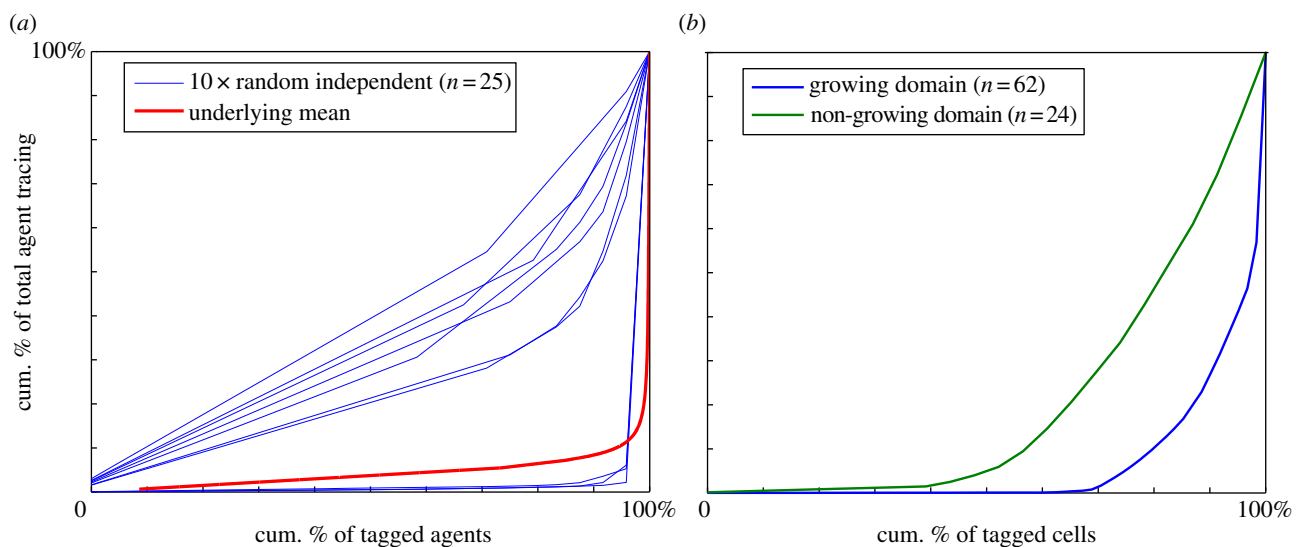 (a)
100%
10 × random independent (n = 25)
underlying mean
cum. % of total agent tracing
0
100%
cum. % of tagged agents
(b)
growing domain (n = 62)
non-growing domain (n = 24)
0
100%
cum. % of tagged cells